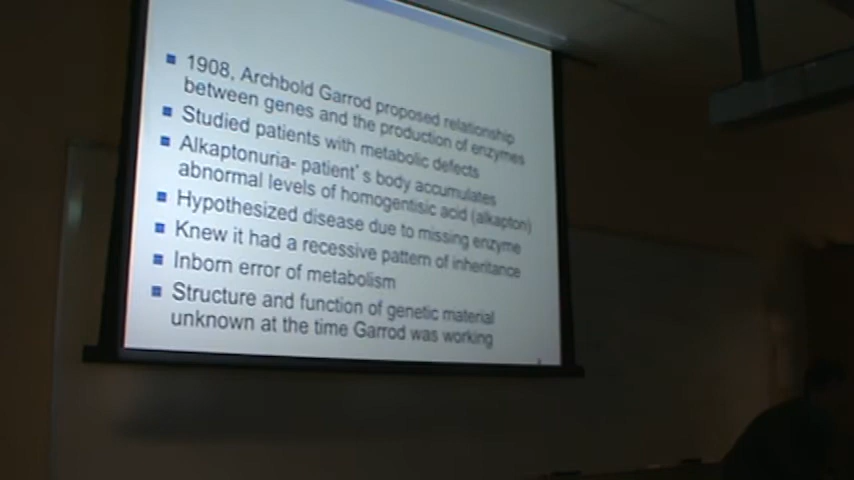 1908, Archbold Garrod proposed relationship
between genes and the production of enzymes
Studied patients with metabolic defects
Alkaptonuria- patient's body accumulates
abnormal levels of homogentisic acid (alkapton)
Hypothesized disease due to missing enzyme
Knew it had a recessive pattern of inheritance
Inborn error of metabolism
Structure and function of genetic material
unknown at the time Garrod was working